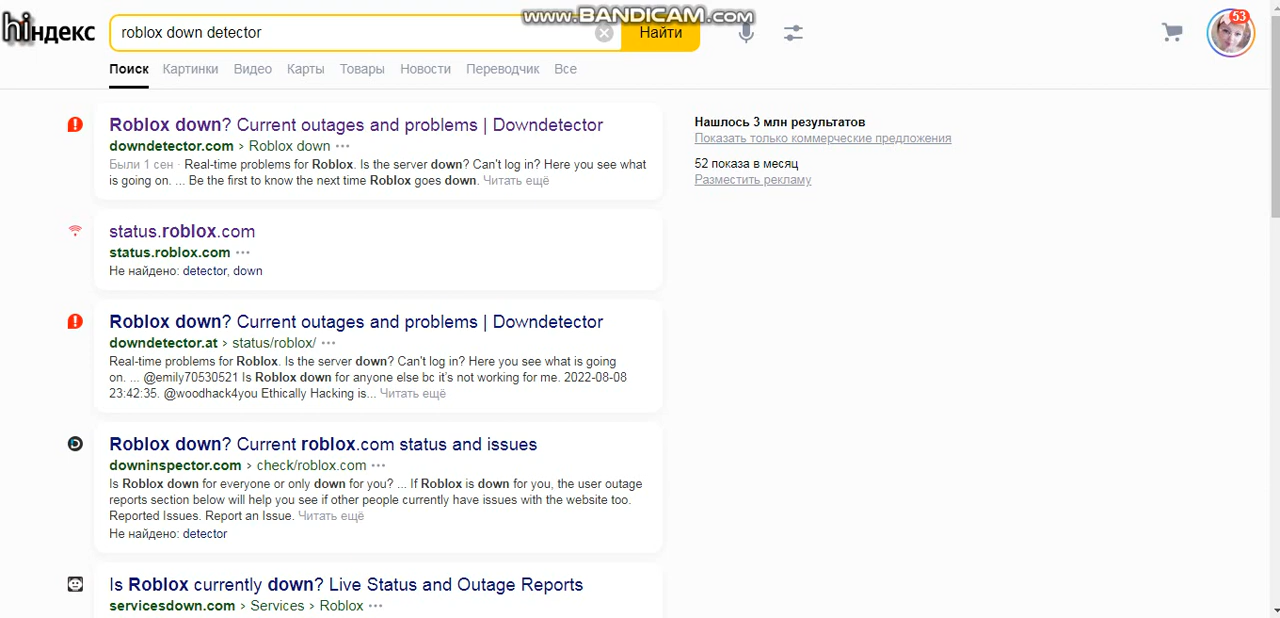 www.BANDICAM.com
hiндекс
roblox down detector
Найти
53
Поиск Картинки Видео Карты Товары Новости Переводчик Все
Roblox down? Current outages and problems | Downdetector
downdetector.com › Roblox down ···
Были 1 сен · Real-time problems for Roblox. Is the server down? Can't log in? Here you see what
is going on. ... Be the first to know the next time Roblox goes down. Читать ещё
status.roblox.com
status.roblox.com ···
Не найдено: detector, down
Roblox down? Current outages and problems | Downdetector
downdetector.at › status/roblox/ ···
Real-time problems for Roblox. Is the server down? Can't log in? Here you see what is going
on. ... @emily70530521 Is Roblox down for anyone else bc it's not working for me. 2022-08-08
23:42:35. @woodhack4you Ethically Hacking is... Читать ещё
Roblox down? Current roblox.com status and issues
downinspector.com › check/roblox.com ···
Is Roblox down for everyone or only down for you? ... If Roblox is down for you, the user outage
reports section below will help you see if other people currently have issues with the website too.
Reported Issues. Report an Issue. Читать ещё
Не найдено: detector
Is Roblox currently down? Live Status and Outage Reports
servicesdown.com › Services › Roblox ···
Нашлось 3 млн результатов
Показать только коммерческие предложения
52 показа в месяц
Разместить рекламу